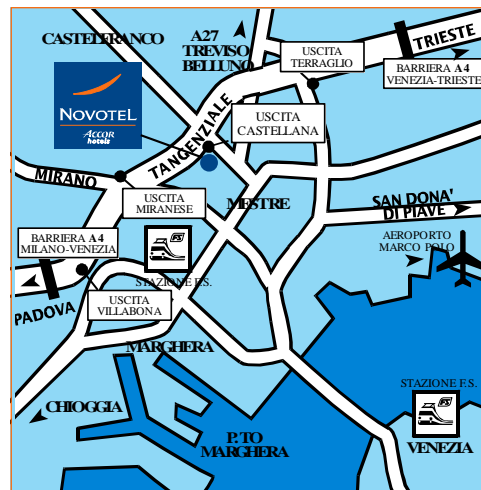 CASTELFRANCO
A27
TREVISO
BELLUNO
USCITA
TERRAGLIO
TRIESTE
BARRIERA A4
VENEZIA-TRIESTE
NOVOTEL
ACCOR
hotels
TANGENZIALE
USCITA
CASTELLANA
MIRANO
USCITA
MIRANESE
MESTRE
SAN DONA'
DI PIAVE
BARRIERA A4
MILANO-VENEZIA
FS
STAZIONE F.S.
AEROPORTO
MARCO POLO
PADOVA
USCITA
VILLABONA
MARGHERA
CHIOGGIA
P.TO
MARGHERA
STAZIONE F.S.
FS
VENEZIA